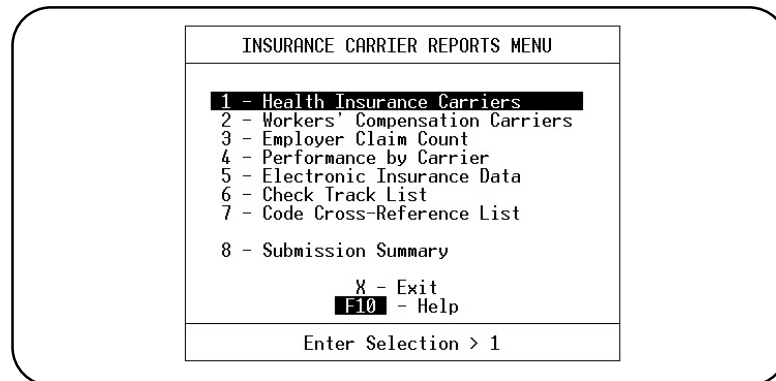 INSURANCE CARRIER REPORTS MENU
1 - Health Insurance Carriers
2 - Workers' Compensation Carriers
3 - Employer Claim Count
4 - Performance by Carrier
5 - Electronic Insurance Data
6 - Check Track List
7 - Code Cross-Reference List
8 - Submission Summary
X - Exit
F10 - Help
Enter Selection > 1